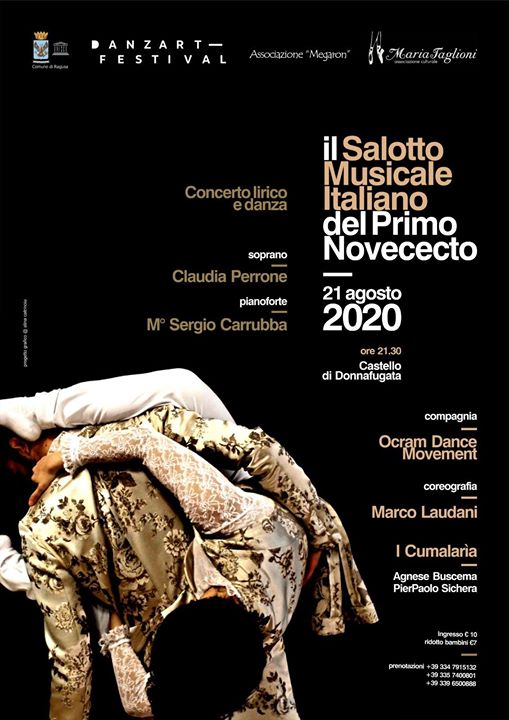 Comune di Ragusa
DANZART—
FESTIVAL
Associazione "Megaron"
Maria Taglioni
associazione culturale
il Salotto
Musicale
Italiano
del Primo
Novececto
21 agosto
2020
ore 21.30
Castello
di Donnafugata
Concerto lirico
e danza
soprano
Claudia Perrone
pianoforte
M° Sergio Carrubba
compagnia
Ocram Dance
Movement
coreografia
Marco Laudani
I Cumalarìa
Agnese Buscema
PierPaolo Sichera
Ingresso € 10
ridotto bambini €7
prenotazioni +39 334 7915132
+39 335 7400801
+39 339 6500888